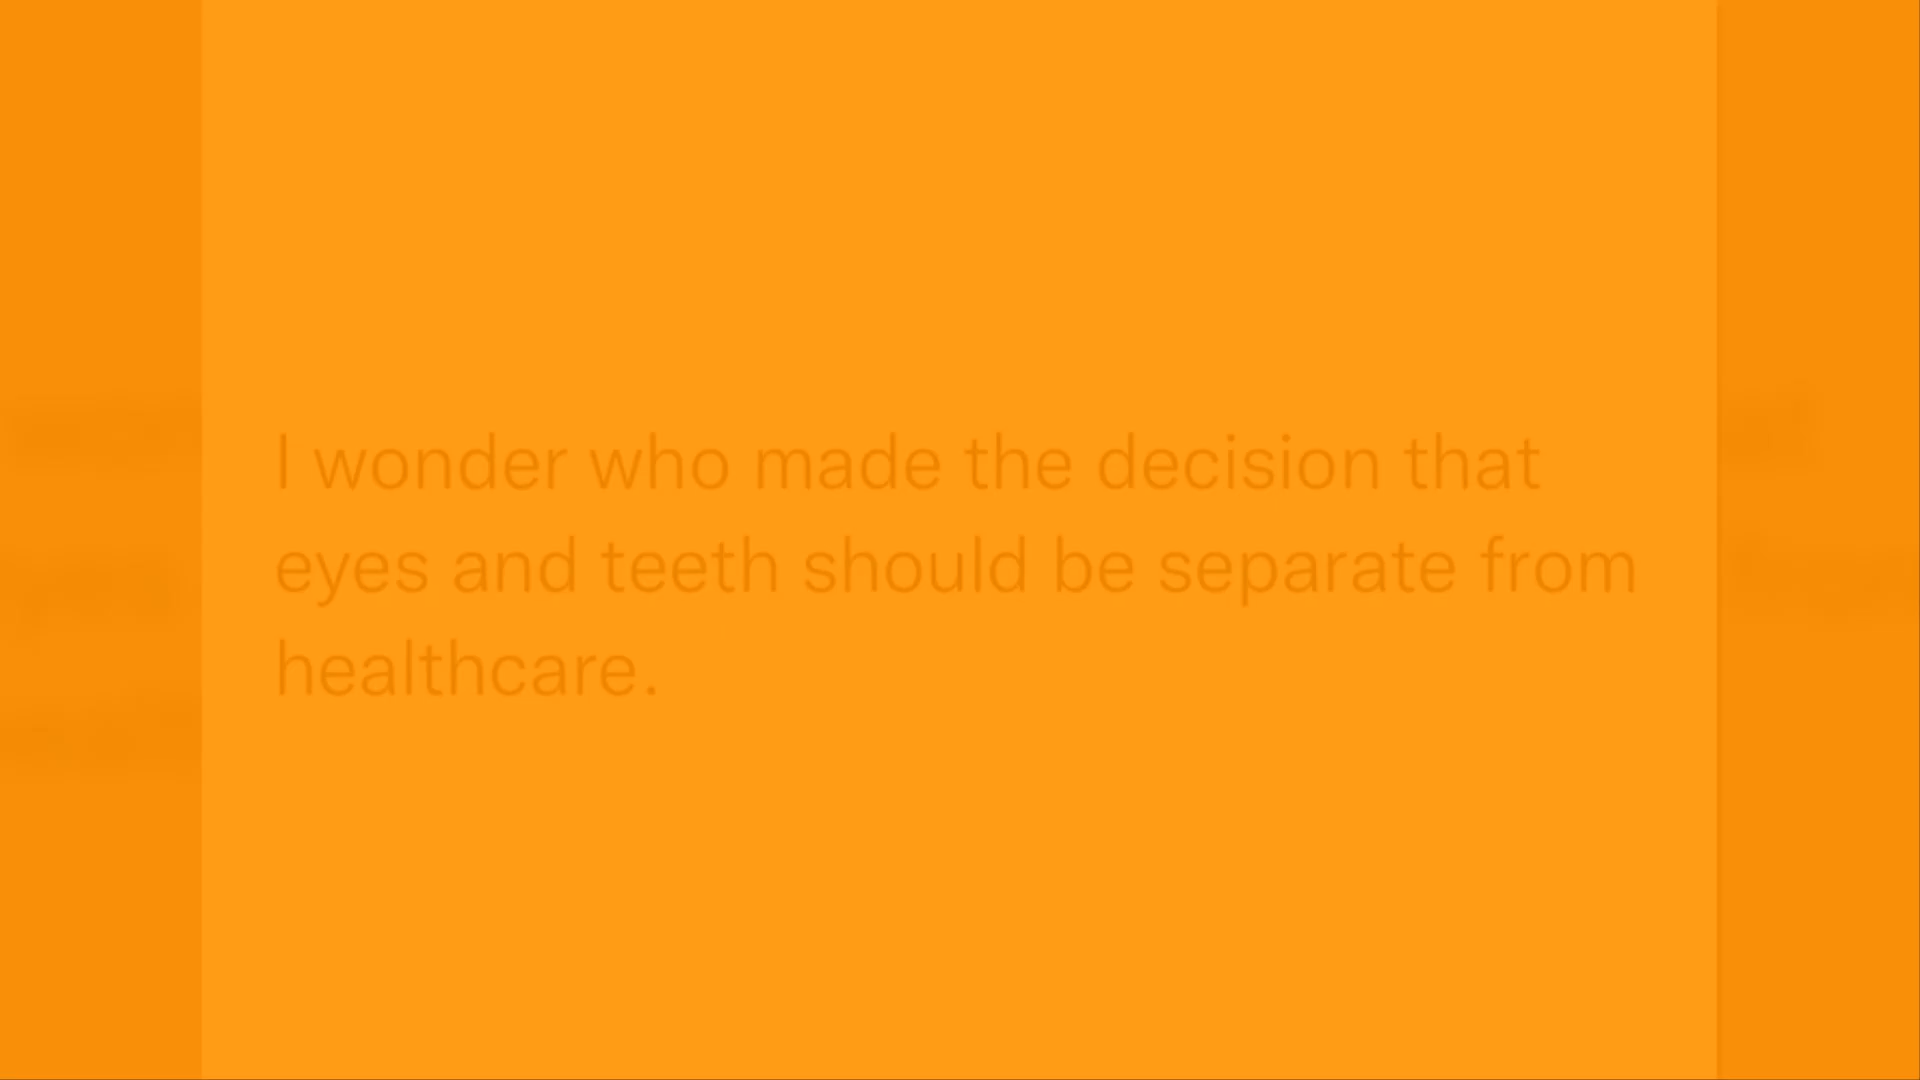 I wonder who made the decision that
eyes and teeth should be separate from
healthcare.